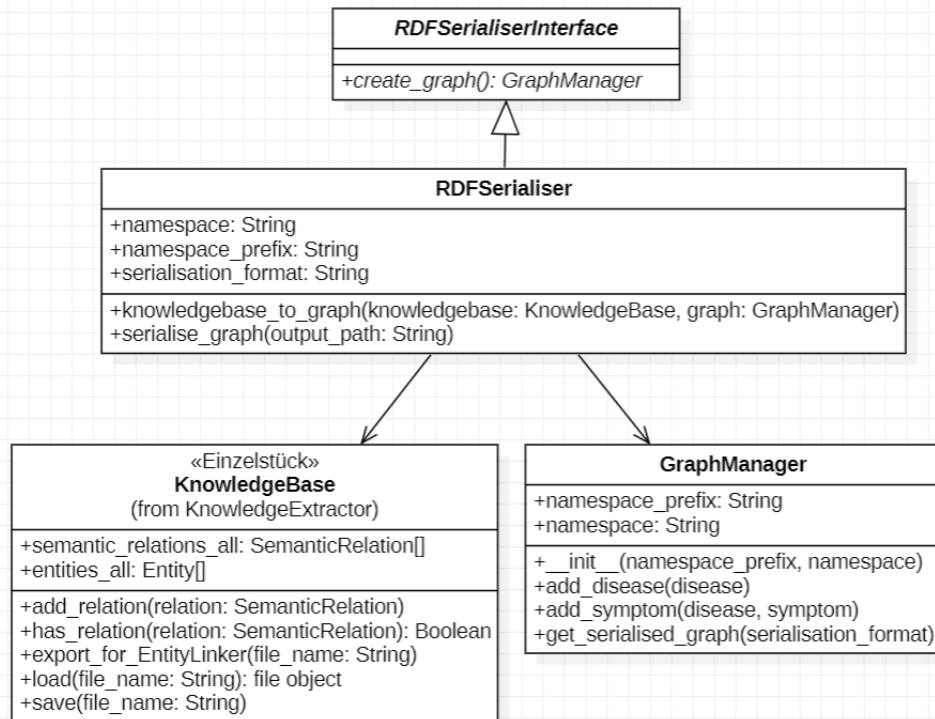 RDFSerialiserInterface
+create_graph(): GraphManager
RDFSerialiser
+namespace: String
+namespace_prefix: String
+serialisation_format: String
+knowledgebase_to_graph(knowledgebase: KnowledgeBase, graph: GraphManager)
+serialise_graph(output_path: String)
«Einzelstück»
KnowledgeBase
(from KnowledgeExtractor)
+semantic_relations_all: SemanticRelation[]
+entities_all: Entity[]
+add_relation(relation: SemanticRelation)
+has_relation(relation: SemanticRelation): Boolean
+export_for_EntityLinker(file_name: String)
+load(file_name: String): file object
+save(file_name: String)
GraphManager
+namespace_prefix: String
+namespace: String
+__init__(namespace_prefix, namespace)
+add_disease(disease)
+add_symptom(disease, symptom)
+get_serialised_graph(serialisation_format)